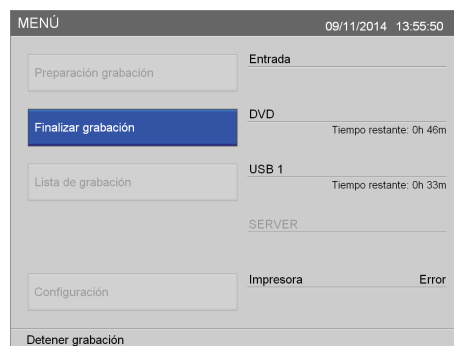 MENÚ 09/11/2014 13:55:50
Preparación grabación
Entrada
Finalizar grabación
DVD
Tiempo restante: 0h 46m
Lista de grabación
USB 1
Tiempo restante: 0h 33m
SERVER
Configuración
Impresora Error
Detener grabación